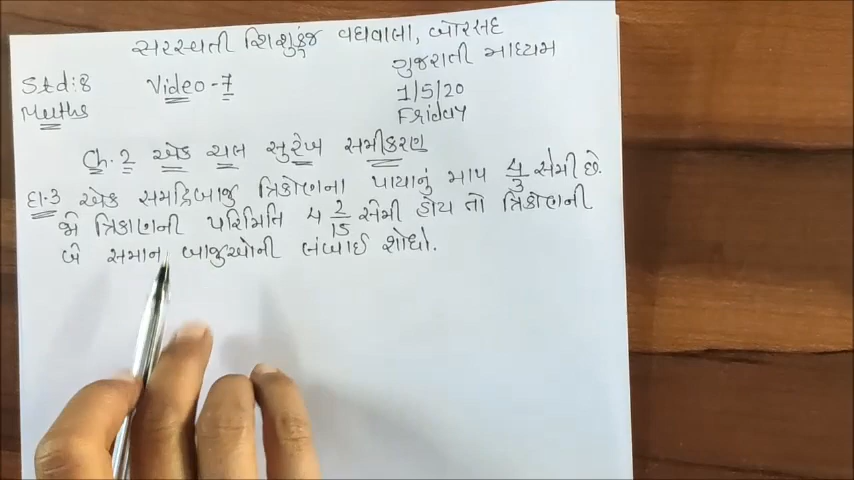 સરસ્વતી શિશુકુંજ વઘવાલા, બોરસદ
ગુજરાતી માધ્યમ
Std:8 Video-7 1/5/20
Maths Friday
Ch.2 એક ચલ સુરેખ સમીકરણ
દા.3 એક સમદ્વિબાજુ ત્રિકોણના પાયાનું માપ 4/3 સેમી છે.
જો ત્રિકોણની પરિમિતિ 4 2/15 સેમી હોય તો ત્રિકોણની
બે સમાન બાજુઓની લંબાઈ શોધો.